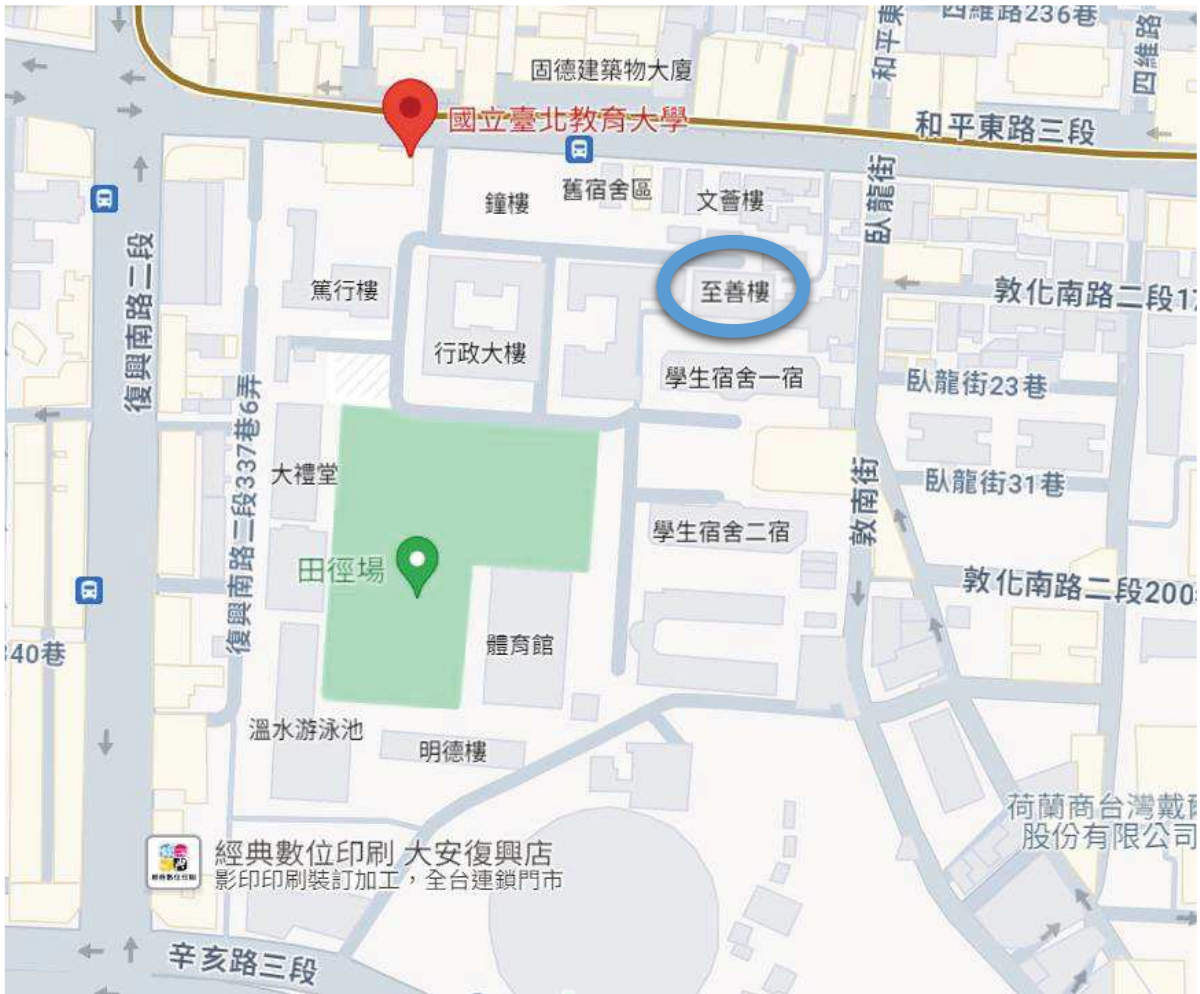 四維路236巷
和平東
四維路
固德建築物大廈
國立臺北教育大學
和平東路三段
臥龍街
鐘樓
舊宿舍區
文薈樓
復興南路二段
篤行樓
至善樓
敦化南路二段17
行政大樓
學生宿舍一宿
臥龍街23巷
復興南路二段337巷6弄
大禮堂
臥龍街31巷
敦南街
學生宿舍二宿
田徑場
敦化南路二段200
體育館
340巷
溫水游泳池
明德樓
荷蘭商台灣戴
股份有限公司
經典數位印刷 大安復興店
影印印刷裝訂加工，全台連鎖門市
辛亥路三段